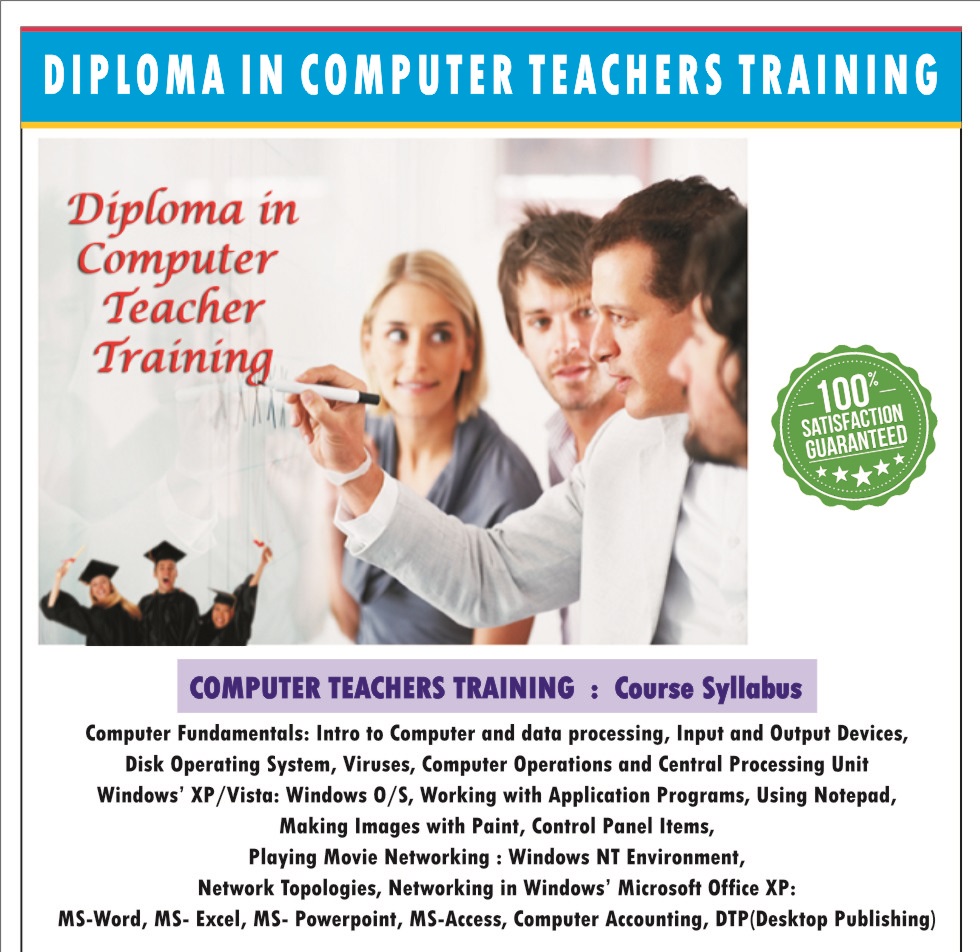 DIPLOMA IN COMPUTER TEACHERS TRAINING
Diploma in
Computer
Teacher
Training
100%
SATISFACTION
GUARANTEED
COMPUTER TEACHERS TRAINING : Course Syllabus
Computer Fundamentals: Intro to Computer and data processing, Input and Output Devices,
Disk Operating System, Viruses, Computer Operations and Central Processing Unit
Windows’ XP/Vista: Windows O/S, Working with Application Programs, Using Notepad,
Making Images with Paint, Control Panel Items,
Playing Movie Networking : Windows NT Environment,
Network Topologies, Networking in Windows’ Microsoft Office XP:
MS-Word, MS- Excel, MS- Powerpoint, MS-Access, Computer Accounting, DTP(Desktop Publishing)